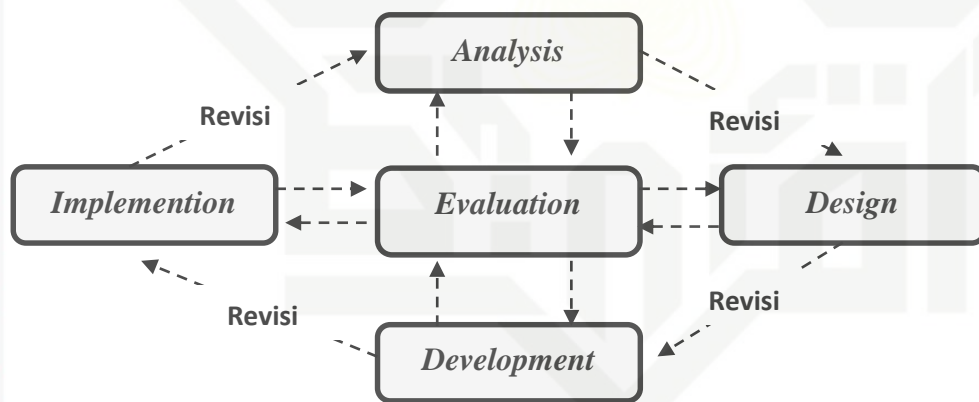 Analysis
Revisi
Revisi
Implemention
Evaluation
Design
Revisi
Revisi
Development